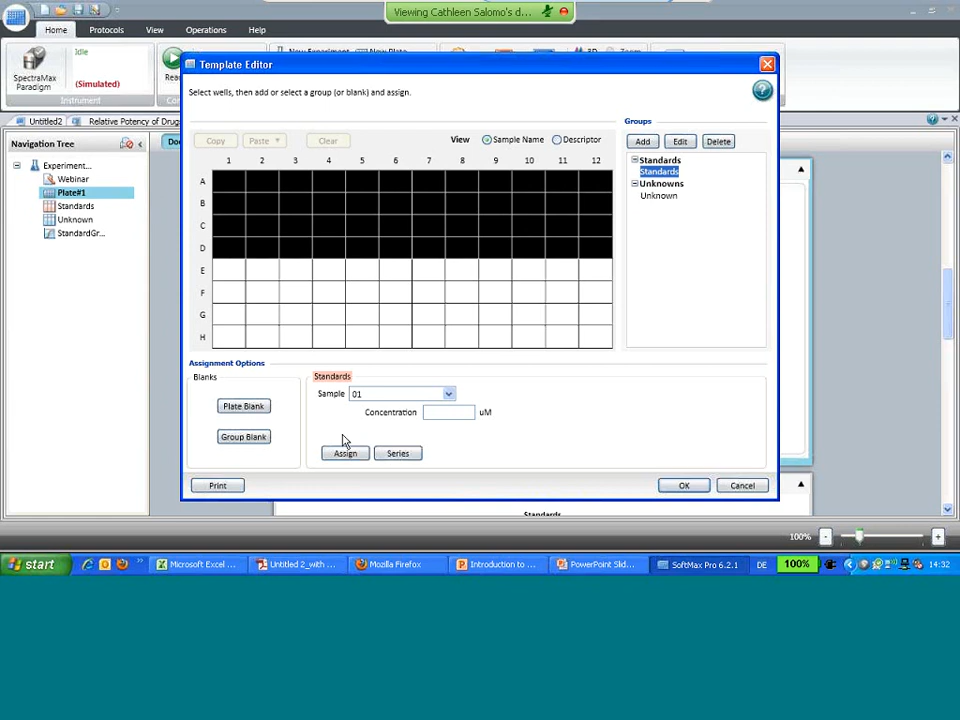 Viewing Cathleen Salomo's d...
Home Protocols View Operations Help
Idle
(Simulated)
SpectraMax
Paradigm
Instrument
Untitled2 Relative Potency of Drug
Navigation Tree
Experiment...
Webinar
Plate#1
Standards
Unknown
StandardGr...
Template Editor
Select wells, then add or select a group (or blank) and assign.
Copy Paste Clear View Sample Name Descriptor
1 2 3 4 5 6 7 8 9 10 11 12
A
B
C
D
E
F
G
H
Groups
Add Edit Delete
Standards
Standards
Unknowns
Unknown
Assignment Options
Blanks
Plate Blank
Group Blank
Standards
Sample 01
Concentration uM
Assign Series
Print OK Cancel
Standards
100% - +
start Microsoft Excel ... Untitled 2_with ... Mozilla Firefox Introduction to ... PowerPoint Slid... SoftMax Pro 6.2.1 DE 100% 14:32